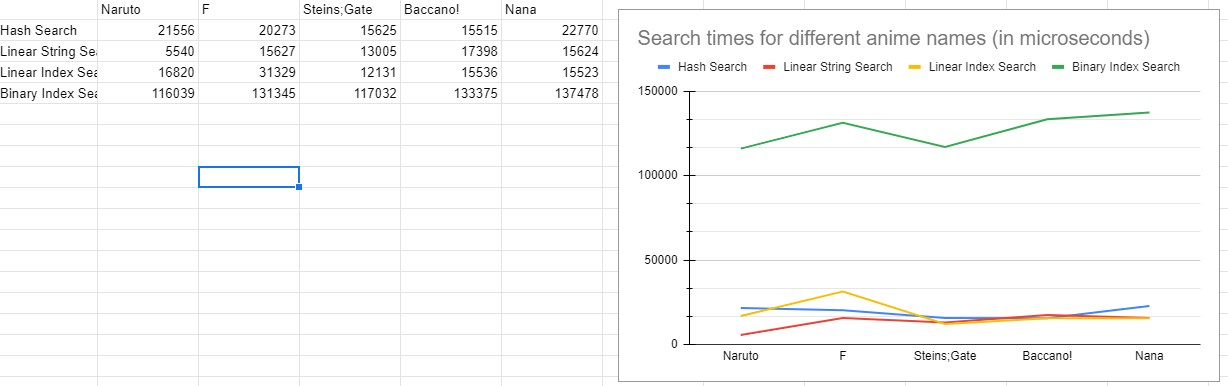 Naruto F Steins;Gate Baccano! Nana
Hash Search 21556 20273 15625 15515 22770
Linear String Sea 5540 15627 13005 17398 15624
Linear Index Sea 16820 31329 12131 15536 15523
Binary Index Sea 116039 131345 117032 133375 137478
Search times for different anime names (in microseconds)
Hash Search Linear String Search Linear Index Search Binary Index Search
150000
100000
50000
0
Naruto F Steins;Gate Baccano! Nana